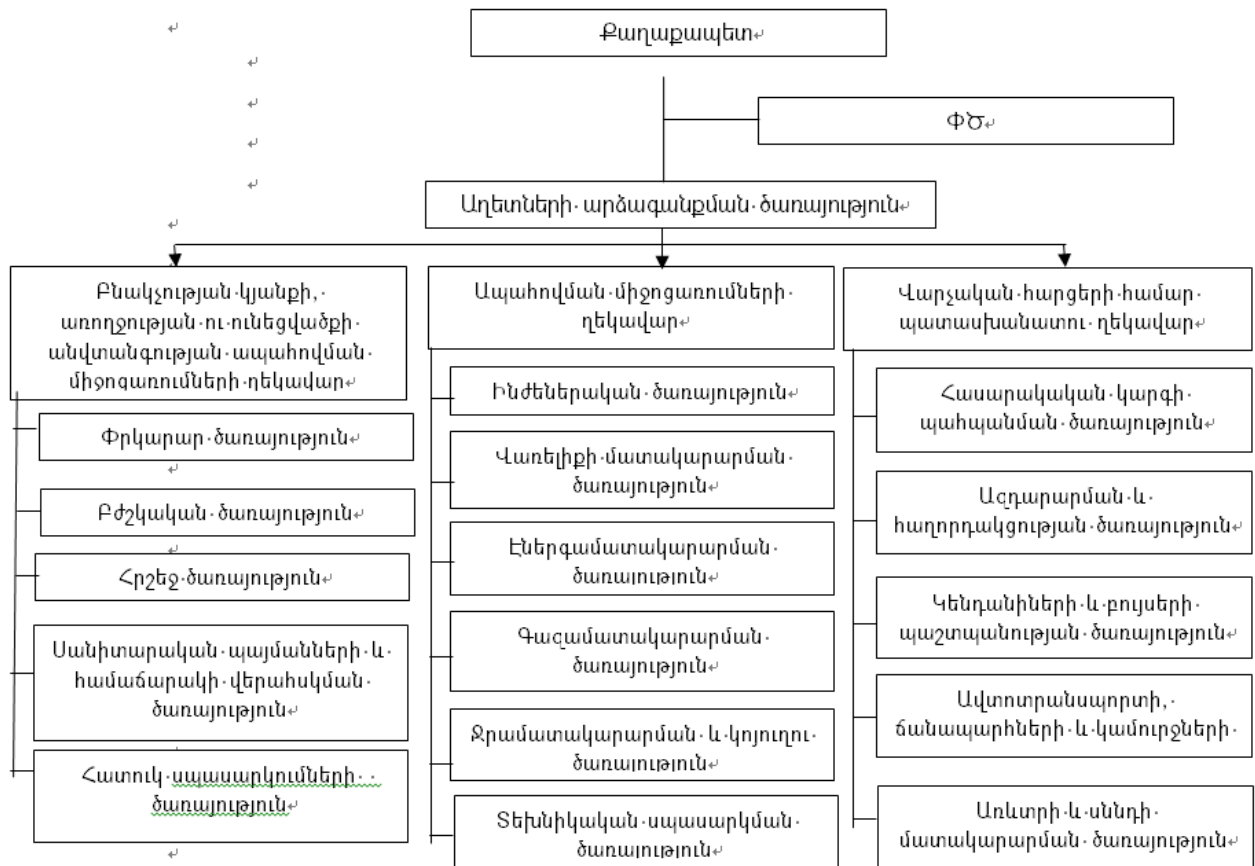 Քաղաքապետ
ՓԾ
Աղետների արձագանքման ծառայություն
Բնակչության կյանքի,
առողջության ու ունեցվածքի
անվտանգության ապահովման
միջոցառումների ղեկավար
Փրկարար ծառայություն
Բժշկական ծառայություն
Հրշեջ ծառայություն
Սանիտարական պայմանների և
համաճարակի վերահսկման
ծառայություն
Հատուկ սպասարկումների
ծառայություն
Ապահովման միջոցառումների
ղեկավար
Ինժեներական ծառայություն
Վառելիքի մատակարարման
ծառայություն
Էներգամատակարարման
ծառայություն
Գազամատակարարման
ծառայություն
Ջրամատակարարման և կոյուղու
ծառայություն
Տեխնիկական սպասարկման
ծառայություն
Վարչական հարցերի համար
պատասխանատու ղեկավար
Հասարակական կարգի
պահպանման ծառայություն
Ազդարարման և
հաղորդակցության ծառայություն
Կենդանիների և բույսերի
պաշտպանության ծառայություն
Ավտոտրանսպորտի,
ճանապարհների և կամուրջների
Առևտրի և սննդի
մատակարարման ծառայություն